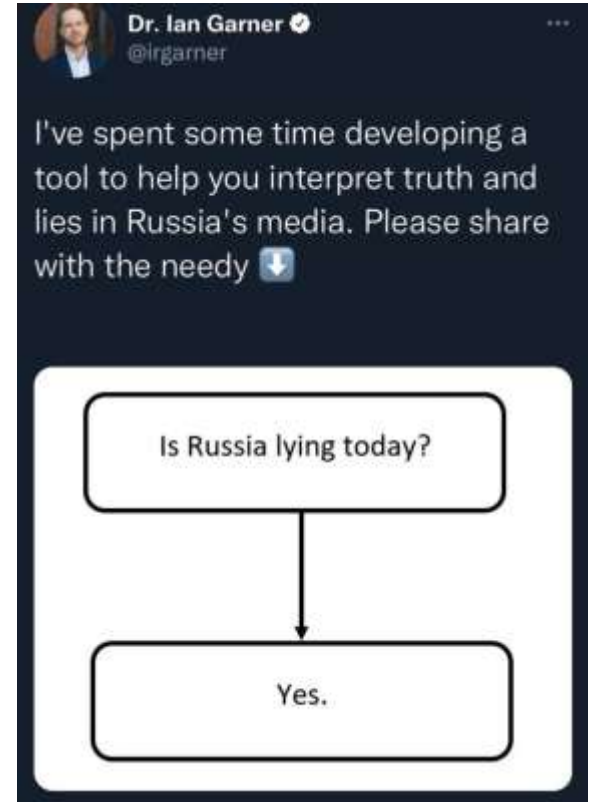 Dr. Ian Garner
@irgarner
I've spent some time developing a
tool to help you interpret truth and
lies in Russia's media. Please share
with the needy ⬇️
Is Russia lying today?
Yes.